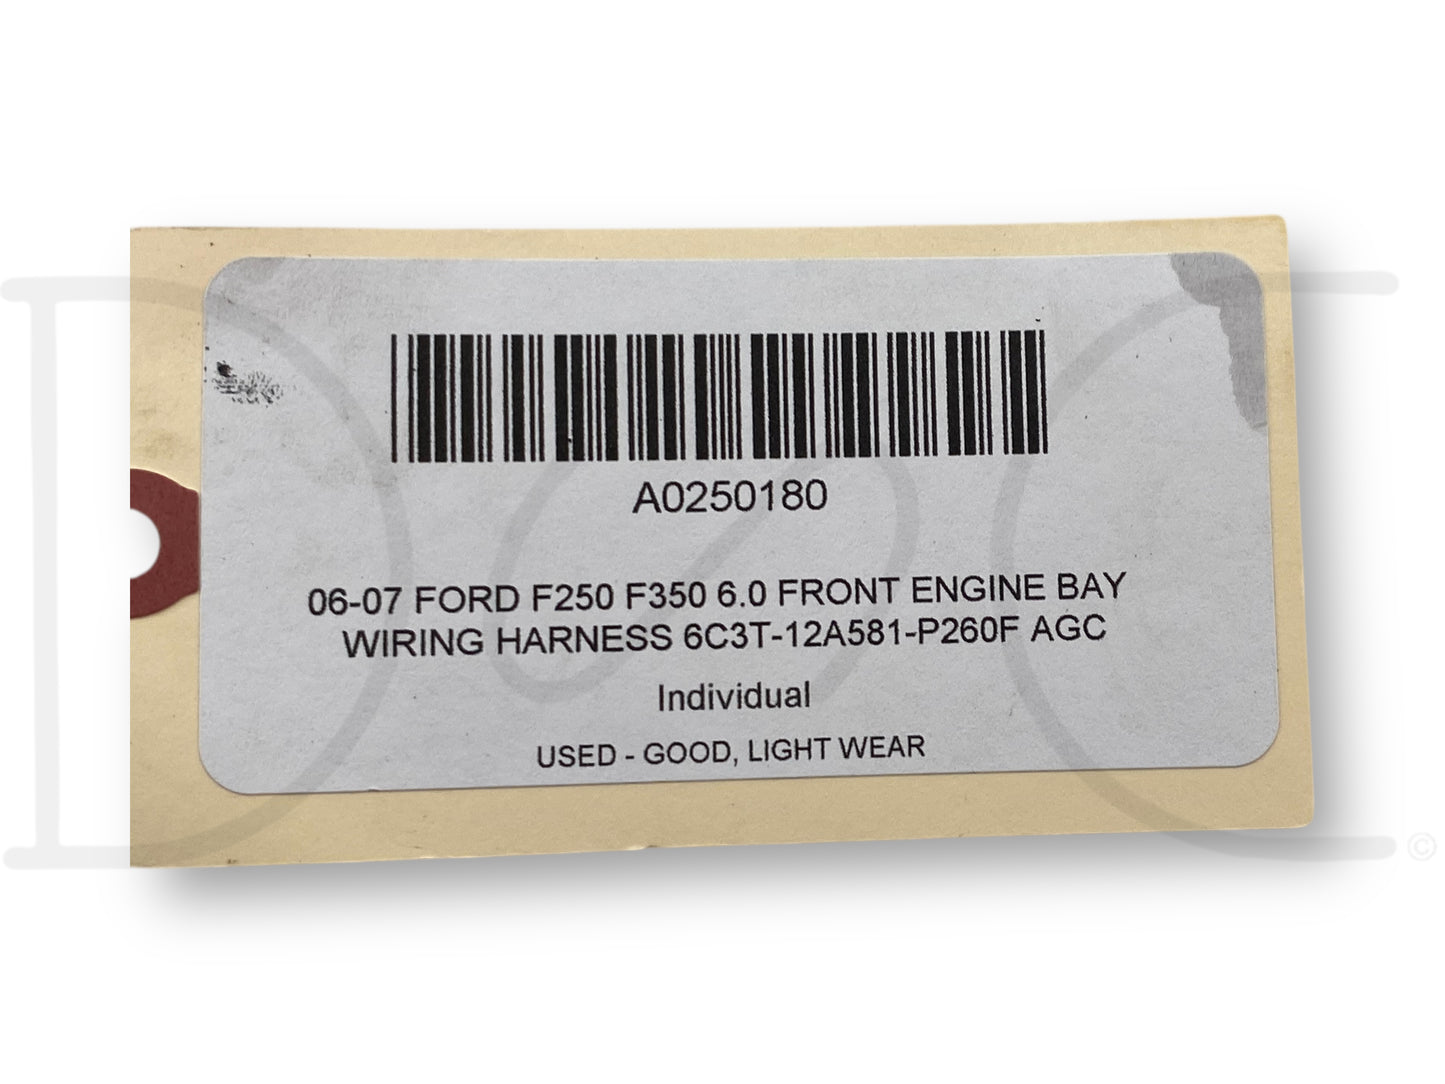 A0250180
06-07 FORD F250 F350 6.0 FRONT ENGINE BAY
WIRING HARNESS 6C3T-12A581-P260F AGC
Individual
USED - GOOD, LIGHT WEAR
©